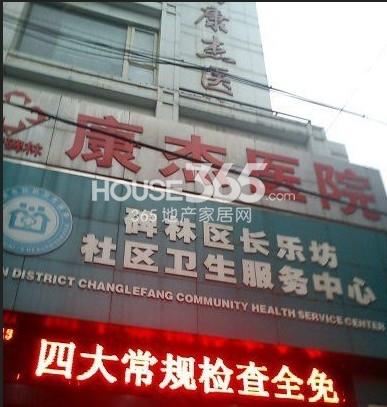 康杰医
碑林
康杰医院
HOUSE365.com
365地产家居网
碑林区长乐坊
社区卫生服务中心
N DISTRICT CHANGLEFANG COMMUNITY HEALTH SERVICE CENTER
四大常规检查全免